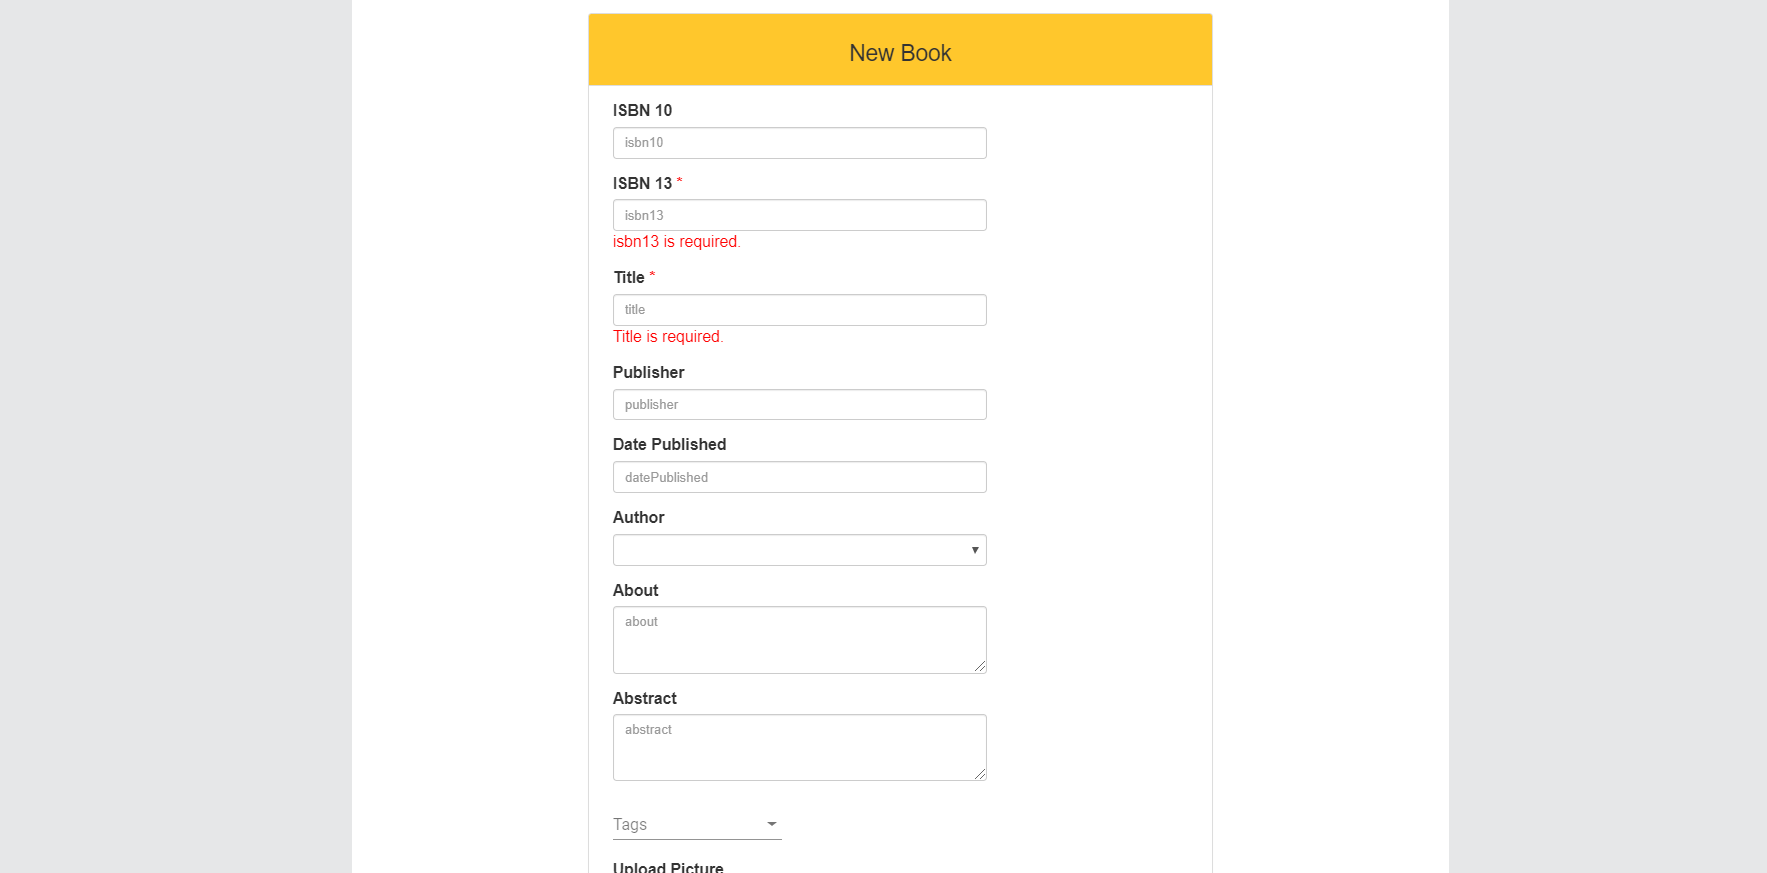 New Book
ISBN 10
isbn10
ISBN 13 *
isbn13
isbn13 is required.
Title *
title
Title is required.
Publisher
publisher
Date Published
datePublished
Author
About
about
Abstract
abstract
Tags
Upload Picture